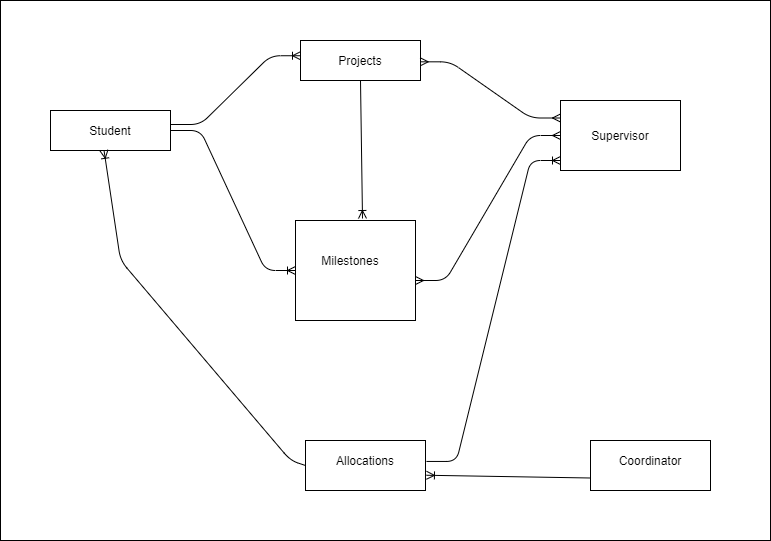 Projects
Student
Supervisor
Milestones
Allocations
Coordinator